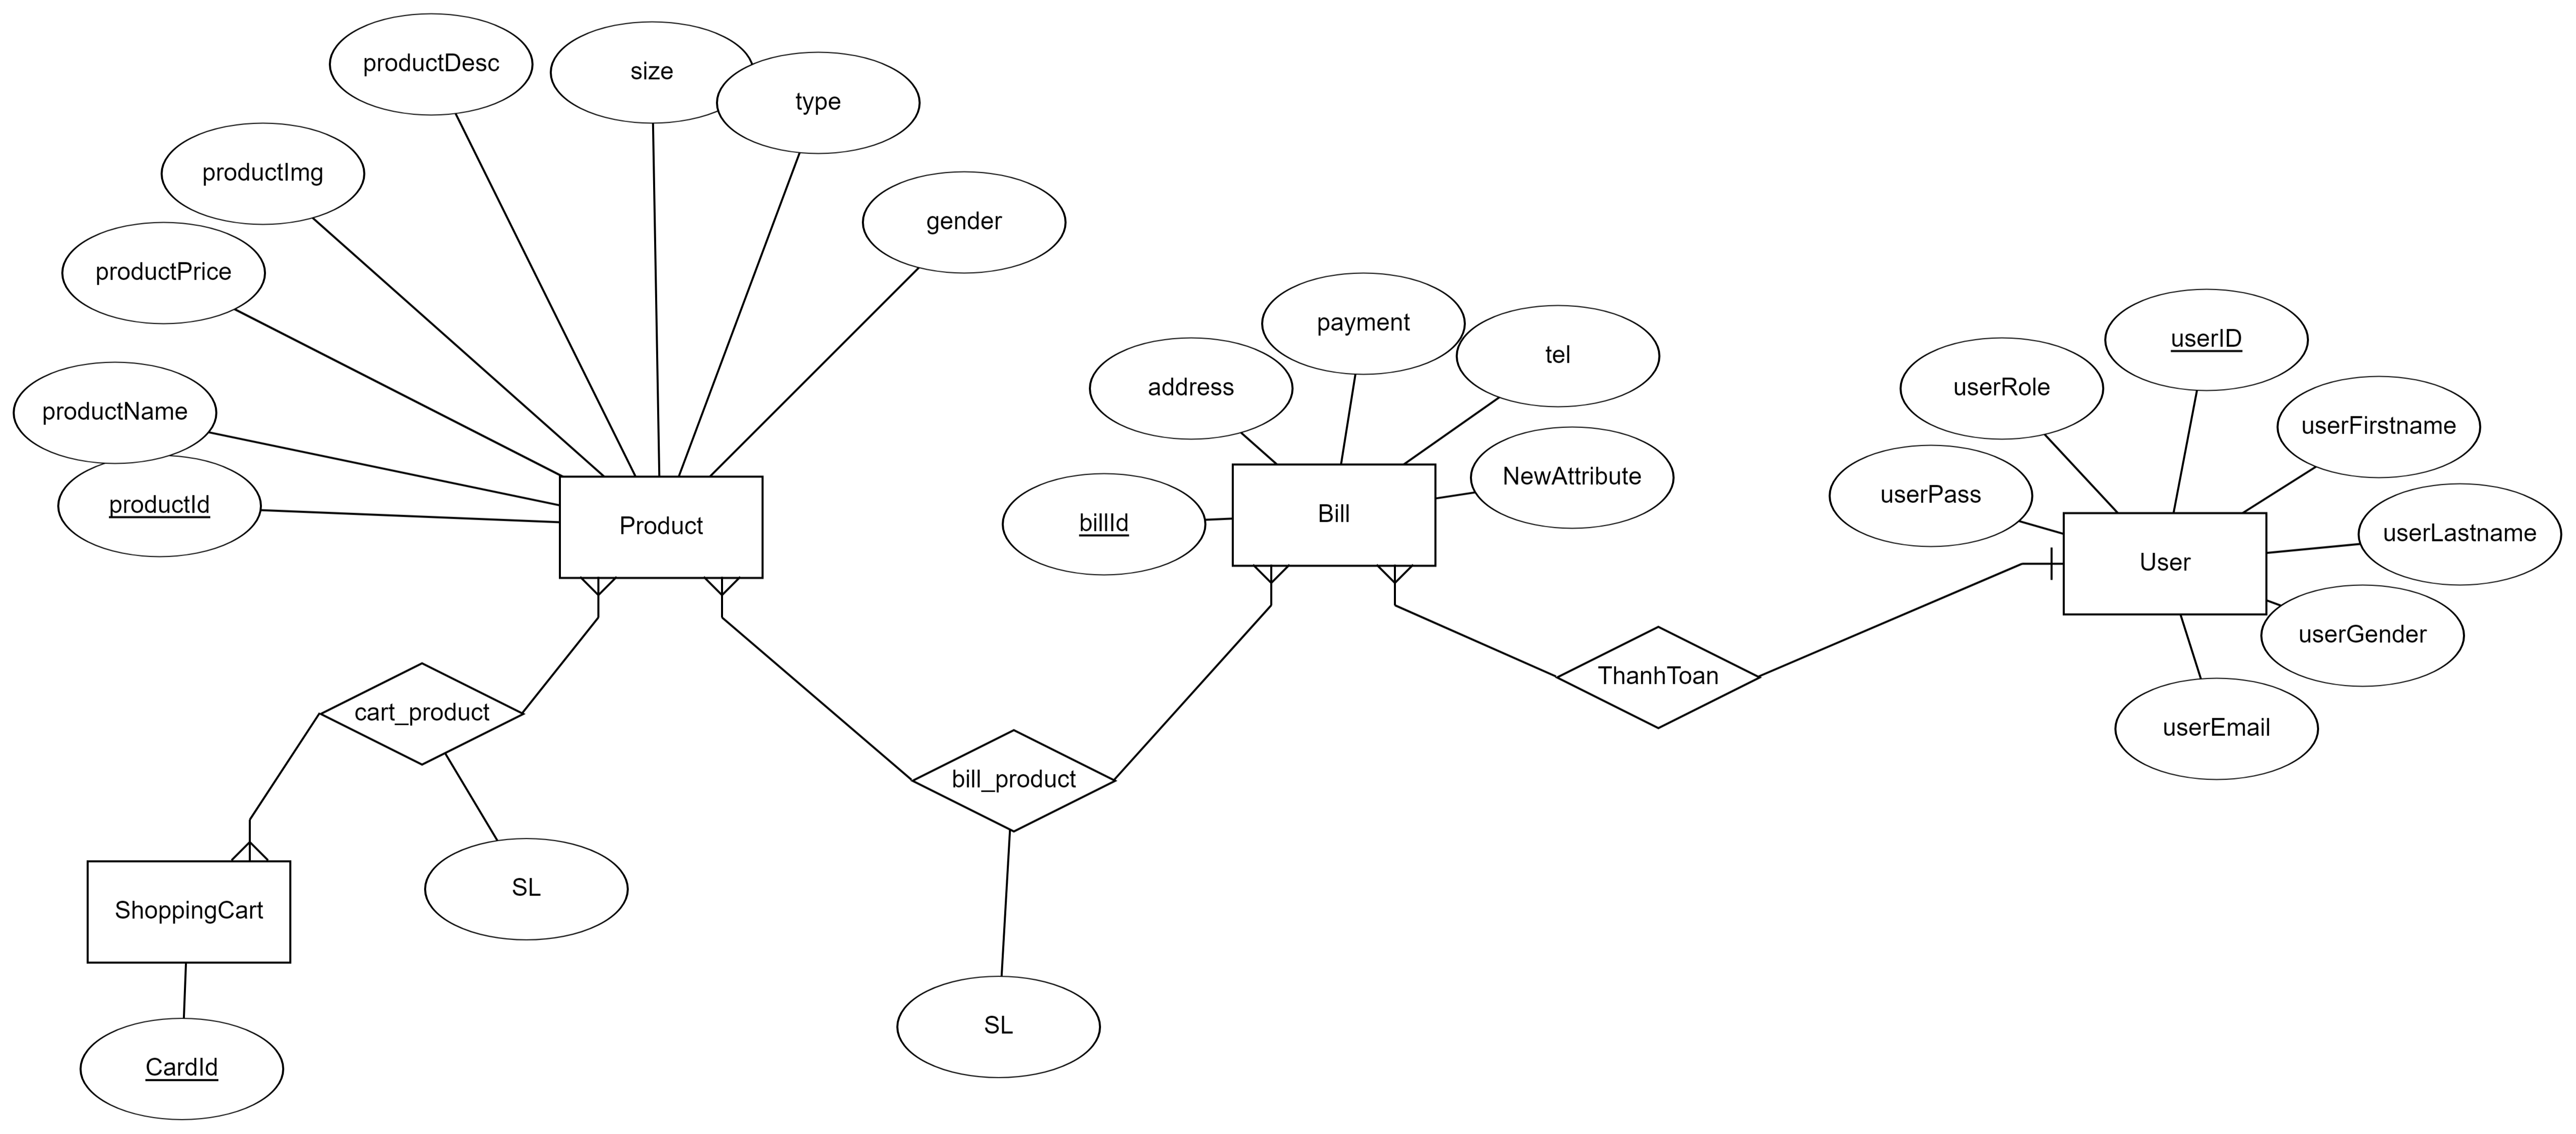 productDesc
size
type
productImg
gender
productPrice
productName
productId
Product
payment
tel
address
NewAttribute
billId
Bill
userID
userRole
userFirstname
userPass
userLastname
User
userGender
userEmail
ThanhToan
cart_product
bill_product
SL
ShoppingCart
SL
CardId